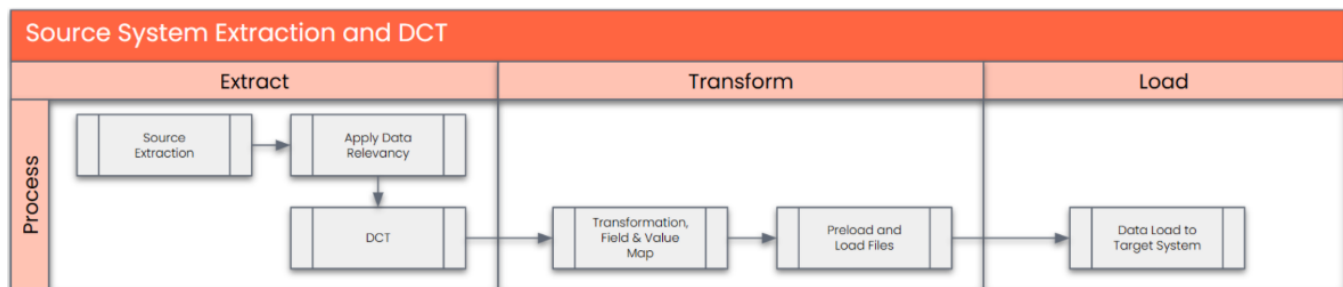 Source System Extraction and DCT
Extract
Transform
Load
Process
Source
Extraction
Apply Data
Relevancy
DCT
Transformation,
Field & Value
Map
Preload and
Load Files
Data Load to
Target System